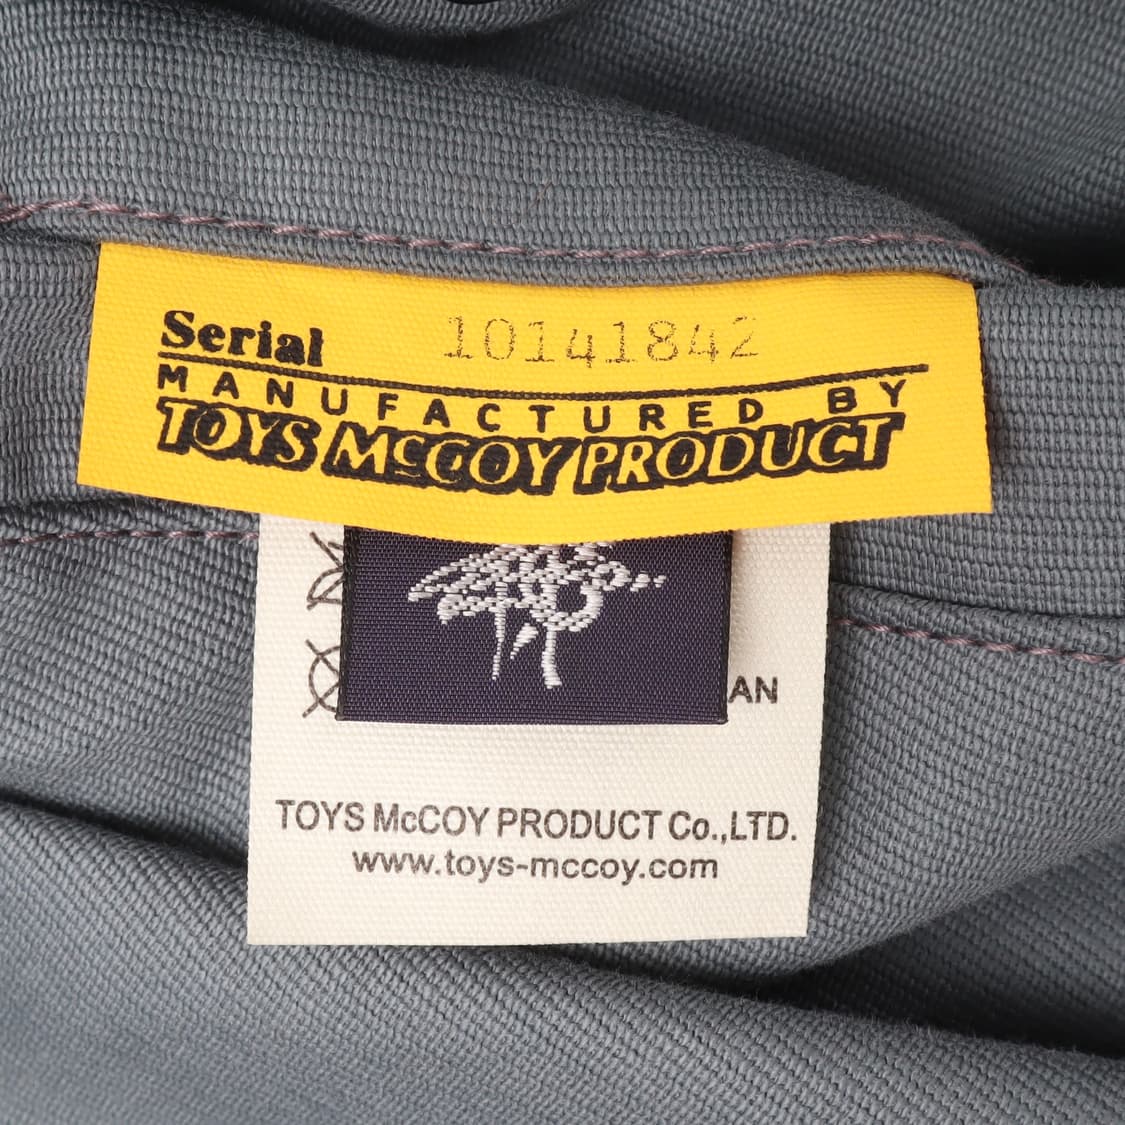 Serial 10141842
MANUFACTURED BY
TOYS McCOY PRODUCT
AN
TOYS McCOY PRODUCT Co.,LTD.
www.toys-mccoy.com